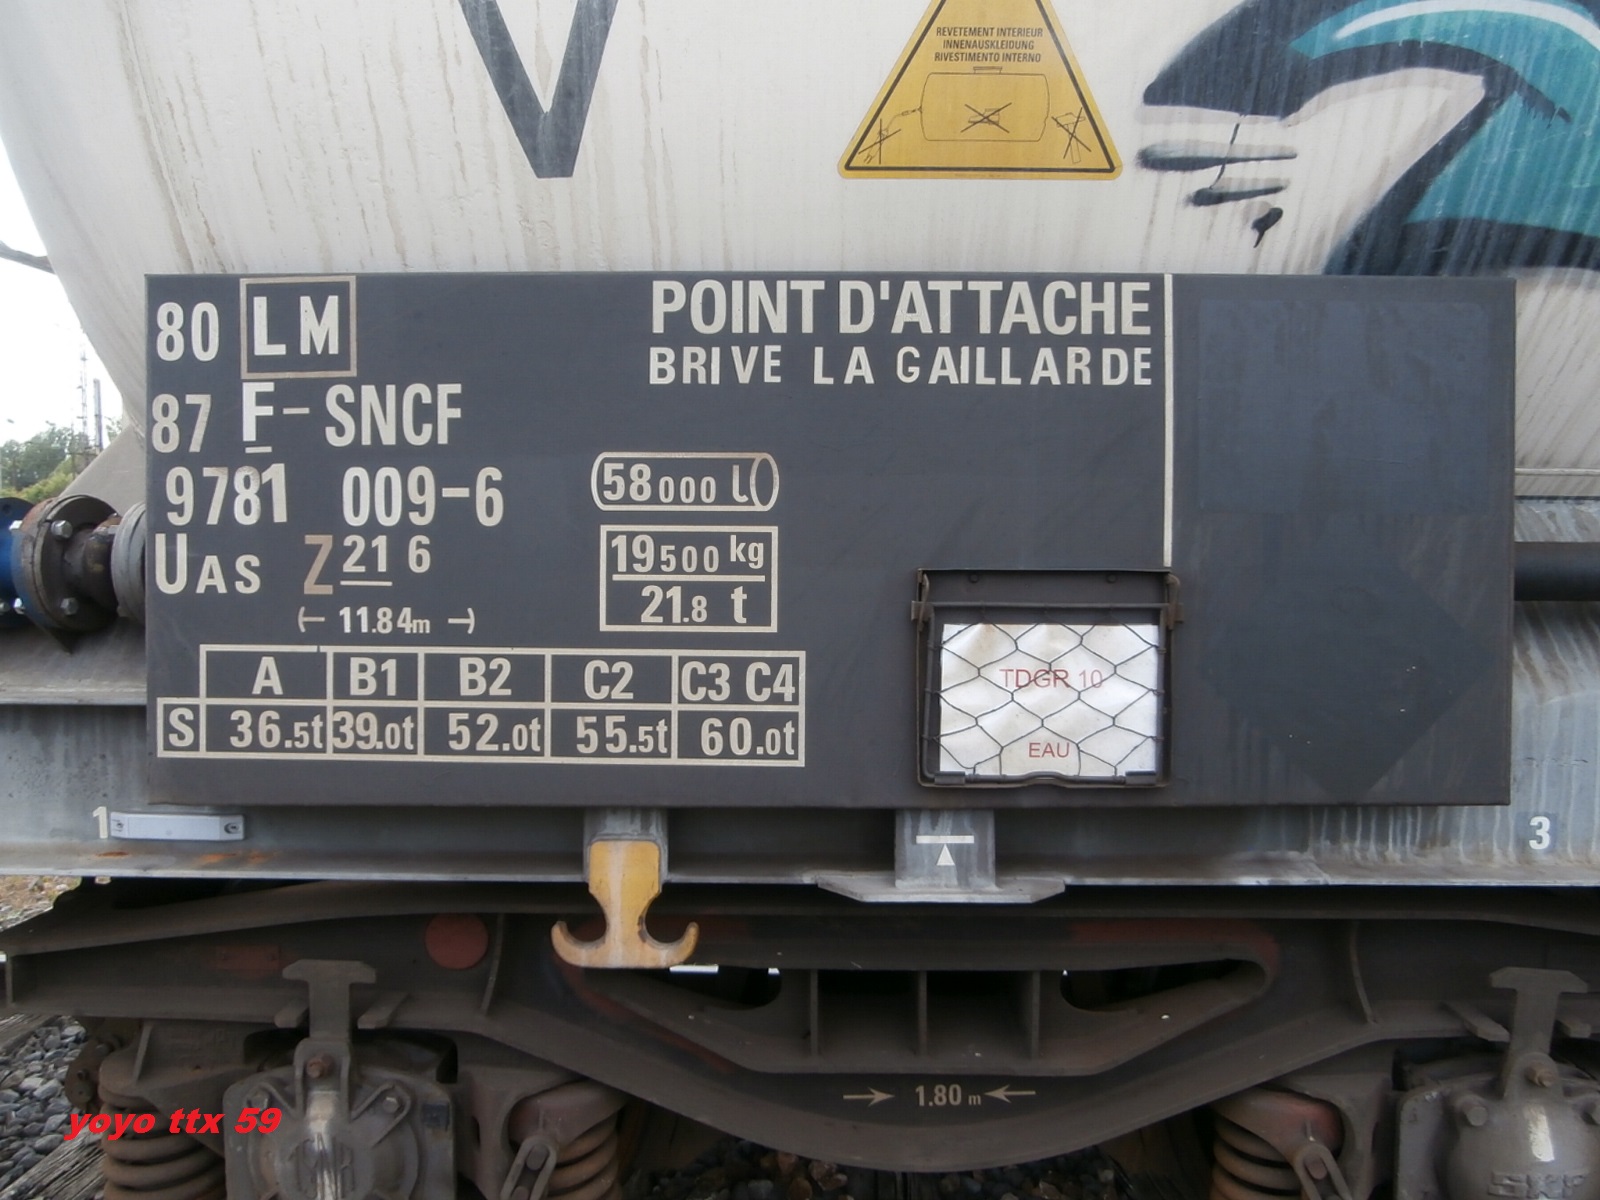 V
REVETEMENT INTERIEUR
INNENAUSKLEIDUNG
RIVESTIMENTO INTERNO
80 LM
POINT D'ATTACHE
BRIVE LA GAILLARDE
87 F-SNCF
9781 009-6
58000 l
UAS Z 21 6
19500 kg
21.8 t
11.84m
A B1 B2 C2 C3 C4
S 36.5t 39.0t 52.0t 55.5t 60.0t
TDGR 10
EAU
1
3
1.80 m
yoyo ttx 59